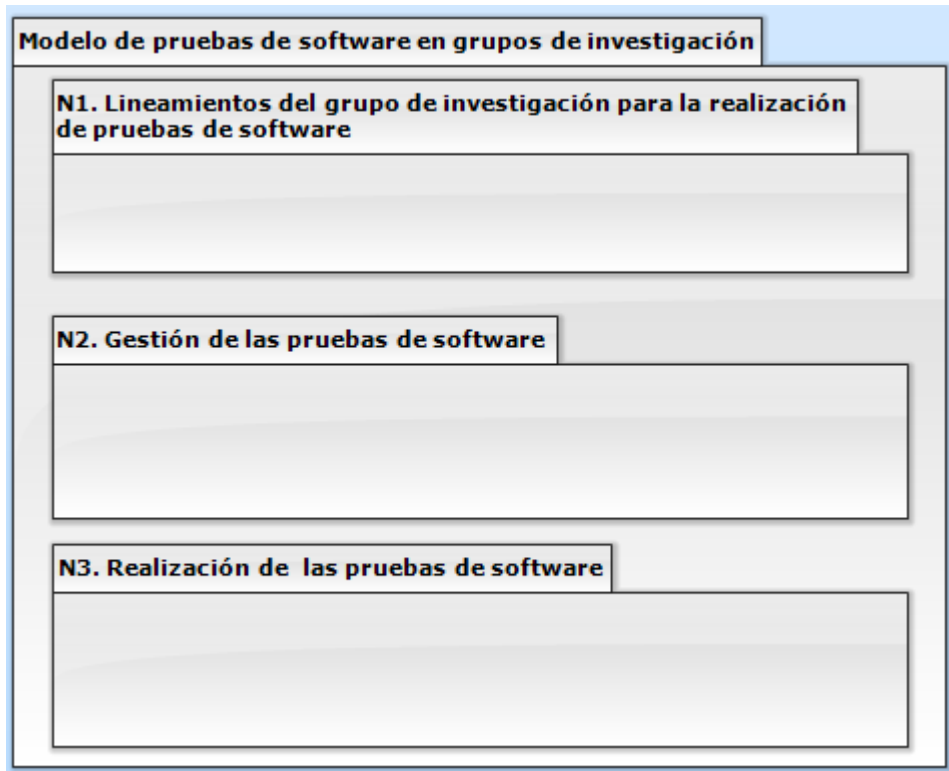 Modelo de pruebas de software en grupos de investigación
N1. Lineamientos del grupo de investigación para la realización
de pruebas de software
N2. Gestión de las pruebas de software
N3. Realización de las pruebas de software